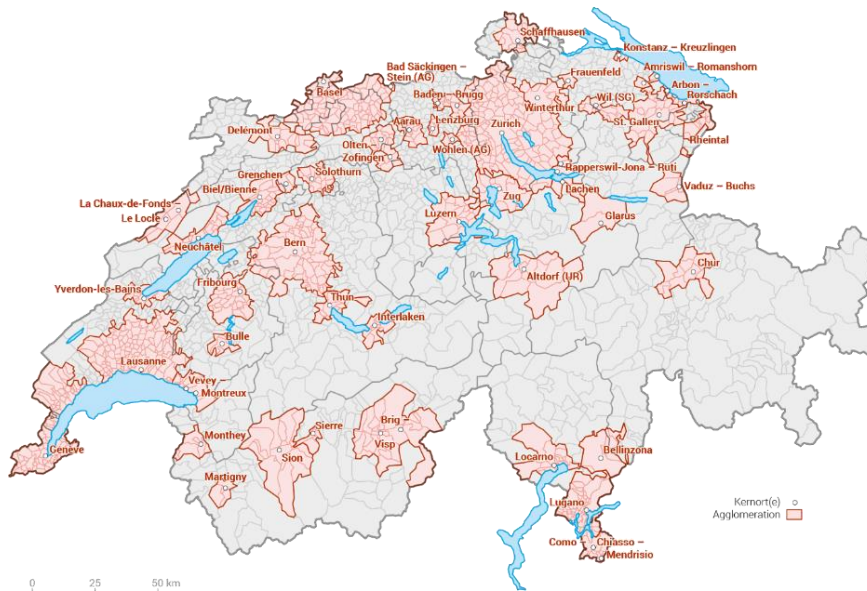 Schaffhausen
Konstanz – Kreuzlingen
Amriswil – Romanshorn
Bad Säckingen –
Stein (AG)
Frauenfeld
Arbon –
Rorschach
Basel
Baden – Brugg
Winterthur
Wil (SG)
St. Gallen
Delémont
Aarau
Lenzburg
Zürich
Olten
Wohlen (AG)
Rheintal
Zofingen
Grenchen
Solothurn
Rapperswil-Jona – Rüti
Biel/Bienne
Lachen
Vaduz – Buchs
La Chaux-de-Fonds –
Le Locle
Zug
Luzern
Glarus
Neuchâtel
Bern
Altdorf (UR)
Chur
Fribourg
Yverdon-les-Bains
Thun
Interlaken
Bulle
Lausanne
Vevey –
Montreux
Monthey
Sierre
Brig –
Visp
Genève
Sion
Locarno
Bellinzona
Martigny
Lugano
Kernort(e)
Agglomeration
Como –
Chiasso –
Mendrisio
0 25 50 km